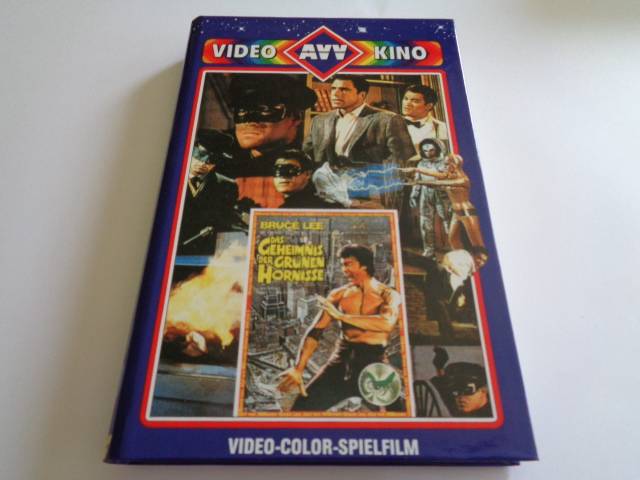 VIDEO AVV KINO
BRUCE LEE
DAS
GEHEIMNIS
DER GRÜNEN
HORNISSE
VIDEO-COLOR-SPIELFILM